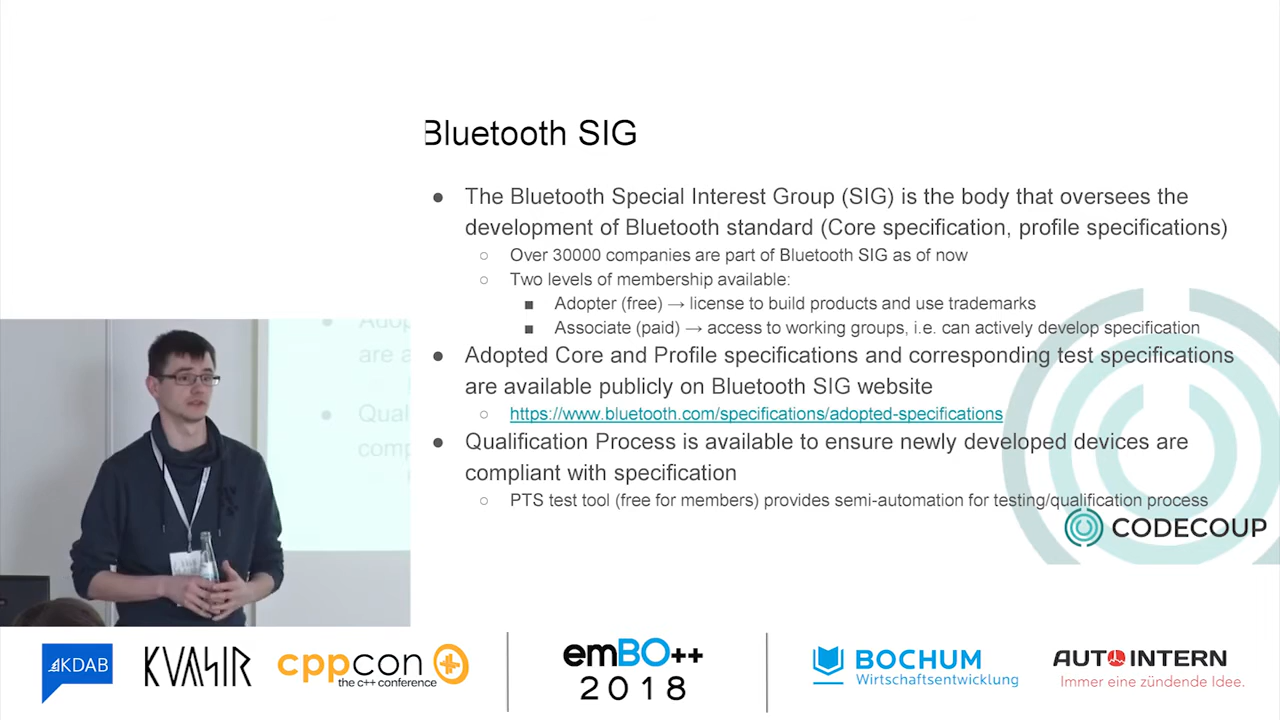 Bluetooth SIG
● The Bluetooth Special Interest Group (SIG) is the body that oversees the
development of Bluetooth standard (Core specification, profile specifications)
○ Over 30000 companies are part of Bluetooth SIG as of now
○ Two levels of membership available:
■ Adopter (free) → license to build products and use trademarks
■ Associate (paid) → access to working groups, i.e. can actively develop specification
● Adopted Core and Profile specifications and corresponding test specifications
are available publicly on Bluetooth SIG website
○ https://www.bluetooth.com/specifications/adopted-specifications
● Qualification Process is available to ensure newly developed devices are
compliant with specification
○ PTS test tool (free for members) provides semi-automation for testing/qualification process
CODECOUP
KDAB
KVASIR
cppcon
the c++ conference
emBO++
2018
BOCHUM
Wirtschaftsentwicklung
AUTOINTERN
Immer eine zündende Idee.